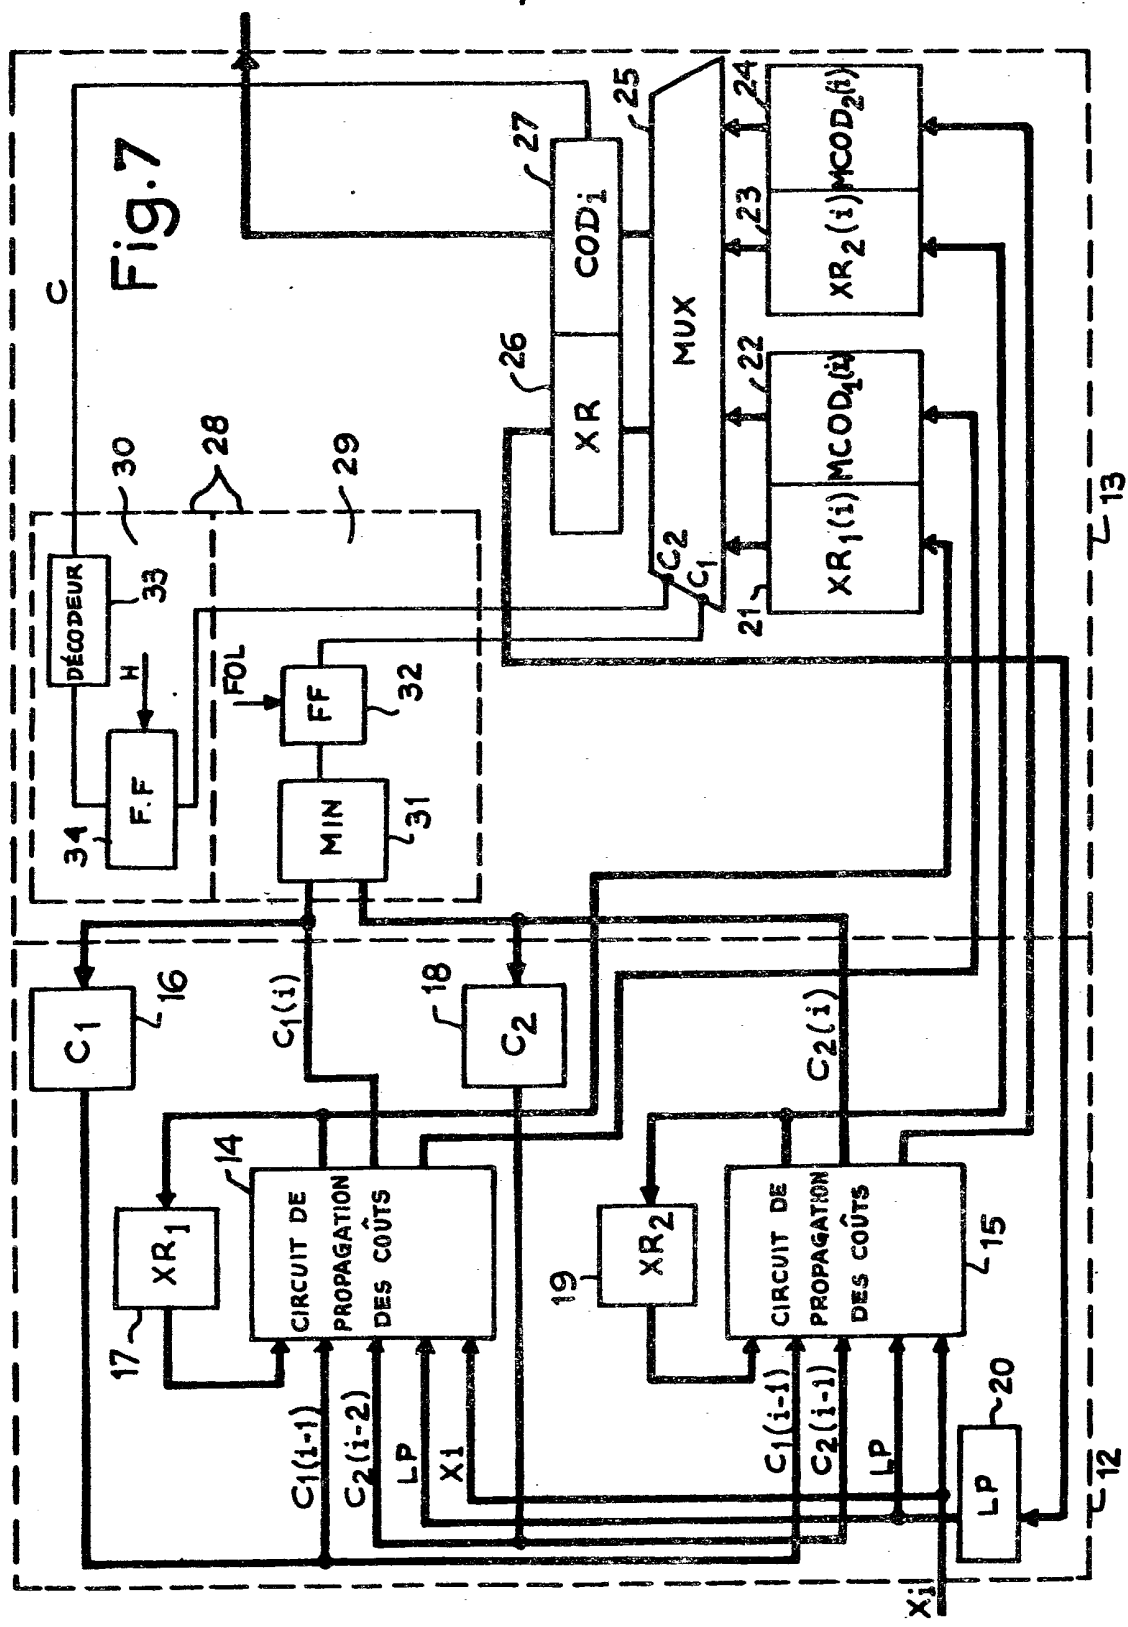 Fig.7
C
30
28
29
DÉCODEUR
33
H
F.F
34
FOL
FF
32
MIN
31
27
CODi
26
XR
25
MUX
C2
C1
24
23
MCOD2(i)
XR2(i)
22
21
MCOD1(i)
XR1(i)
13
C1
16
C1(i)
18
C2
C2(i)
XR1
17
14
CIRCUIT DE
PROPAGATION
DES COÛTS
C1(i-1)
C2(i-2)
LP
Xi
XR2
19
CIRCUIT DE
PROPAGATION
DES COÛTS
15
C1(i-1)
C2(i-1)
LP
LP
20
12
Xi